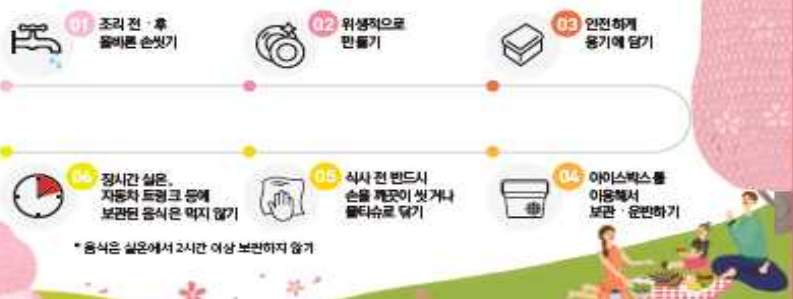 01 조리 전 · 후
올바른 손씻기
02 위생적으로
만들기
03 안전하게
용기에 담기
04 아이스박스를
이용해서
보관 · 운반하기
05 식사 전 반드시
손을 깨끗이 씻거나
물티슈로 닦기
06 장시간 실온,
자동차 트렁크 등에
보관된 음식은 먹지 않기
* 음식은 실온에서 2시간 이상 보관하지 않기